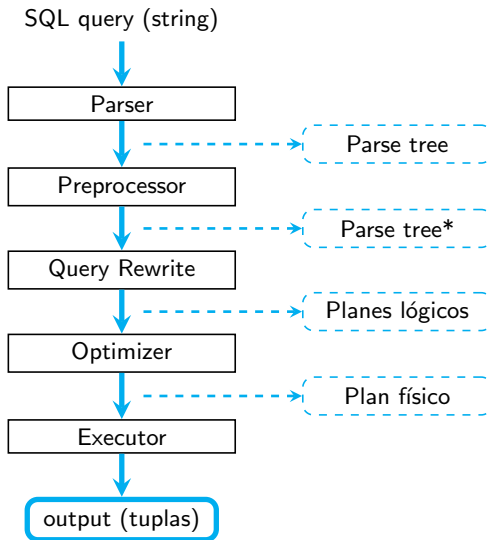 SQL query (string)
Parser
Parse tree
Preprocessor
Parse tree*
Query Rewrite
Planes lógicos
Optimizer
Plan físico
Executor
output (tuplas)